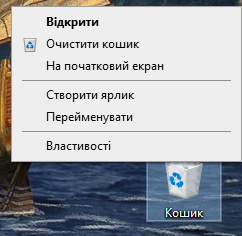 Відкрити
Очистити кошик
На початковий екран
Створити ярлик
Перейменувати
Властивості
Кошик